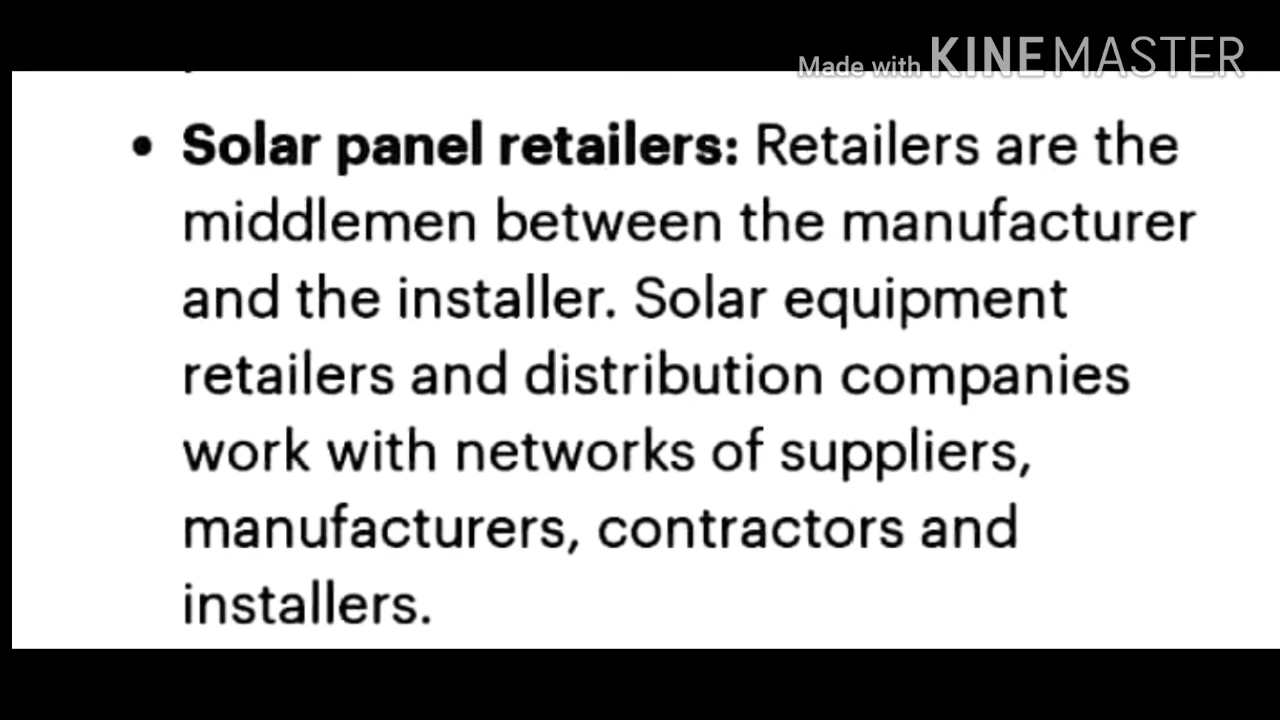 Made with KINEMASTER
• Solar panel retailers: Retailers are the
middlemen between the manufacturer
and the installer. Solar equipment
retailers and distribution companies
work with networks of suppliers,
manufacturers, contractors and
installers.